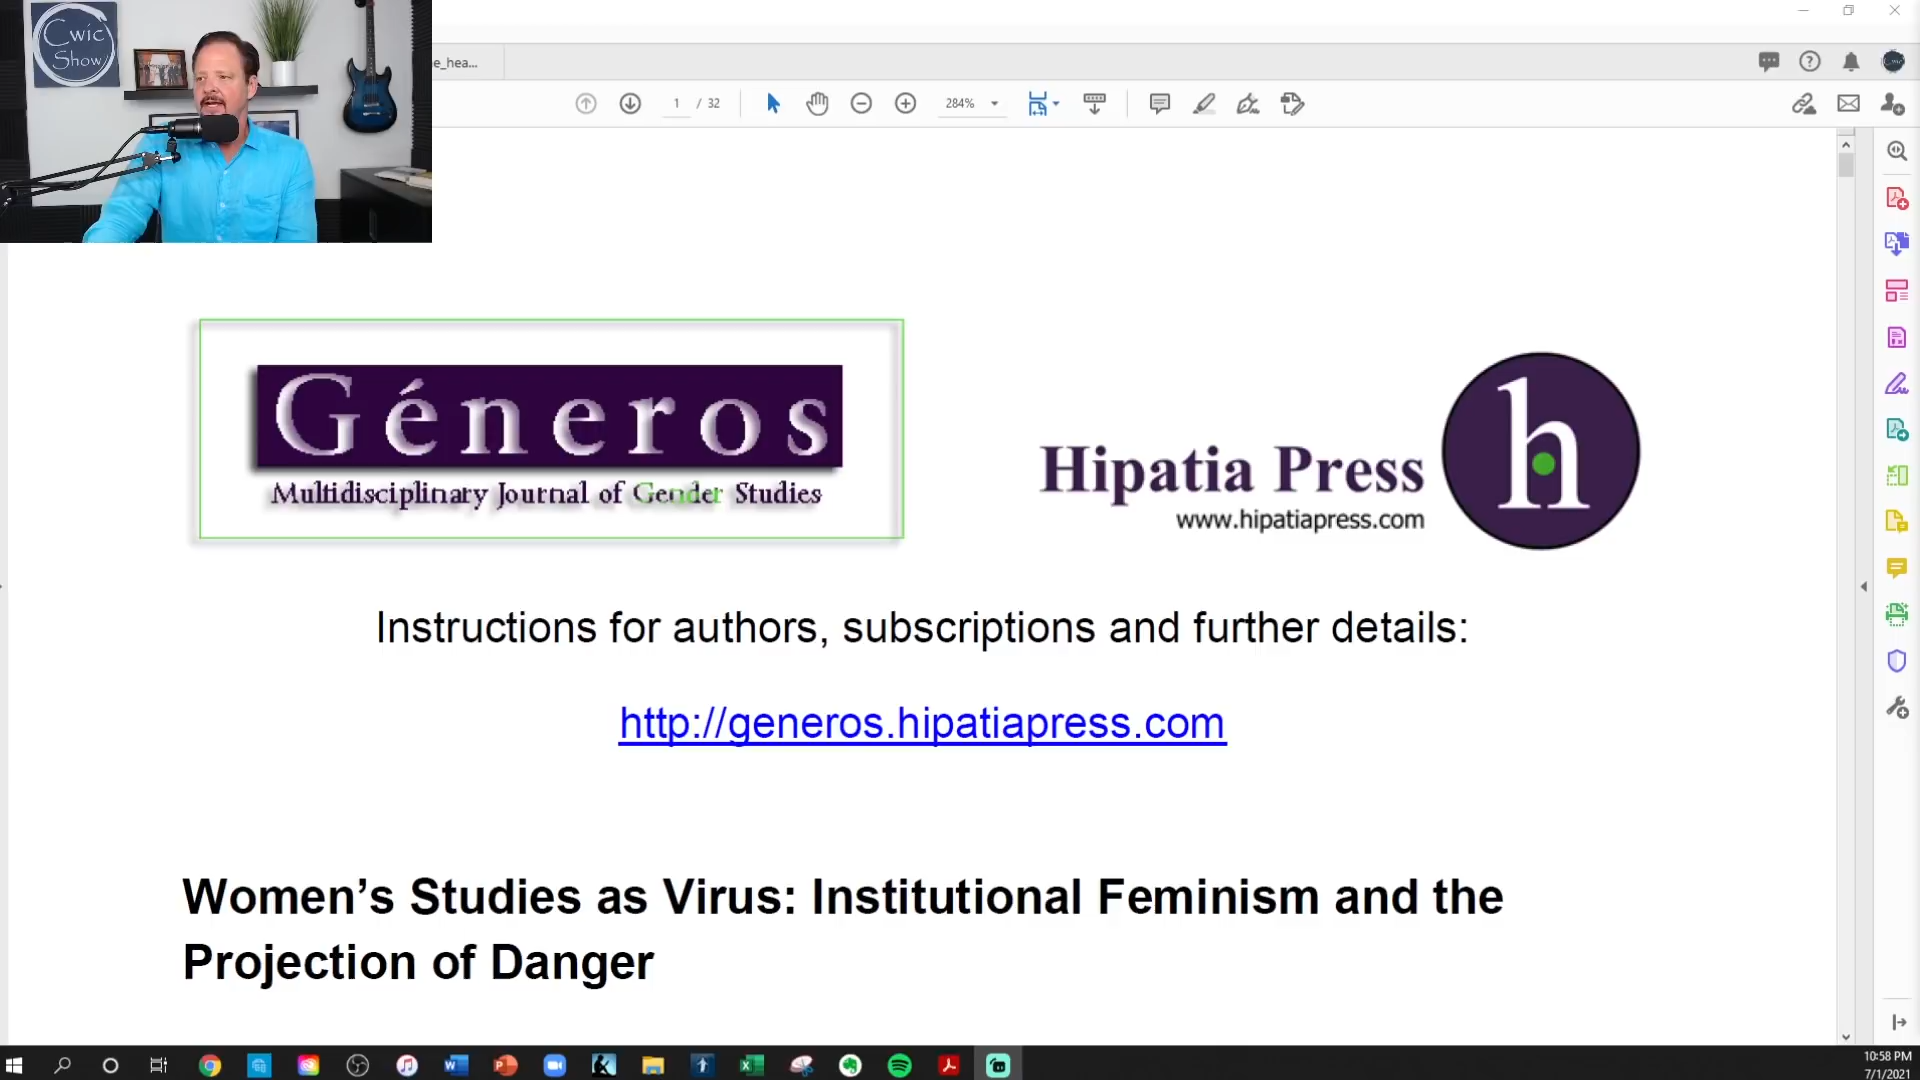 Cwic
Show
e_hea...
1 / 32
284%
Géneros
Multidisciplinary Journal of Gender Studies
Hipatia Press
www.hipatiapress.com
h
Instructions for authors, subscriptions and further details:
http://generos.hipatiapress.com
Women’s Studies as Virus: Institutional Feminism and the
Projection of Danger
10:58 PM
7/1/2021